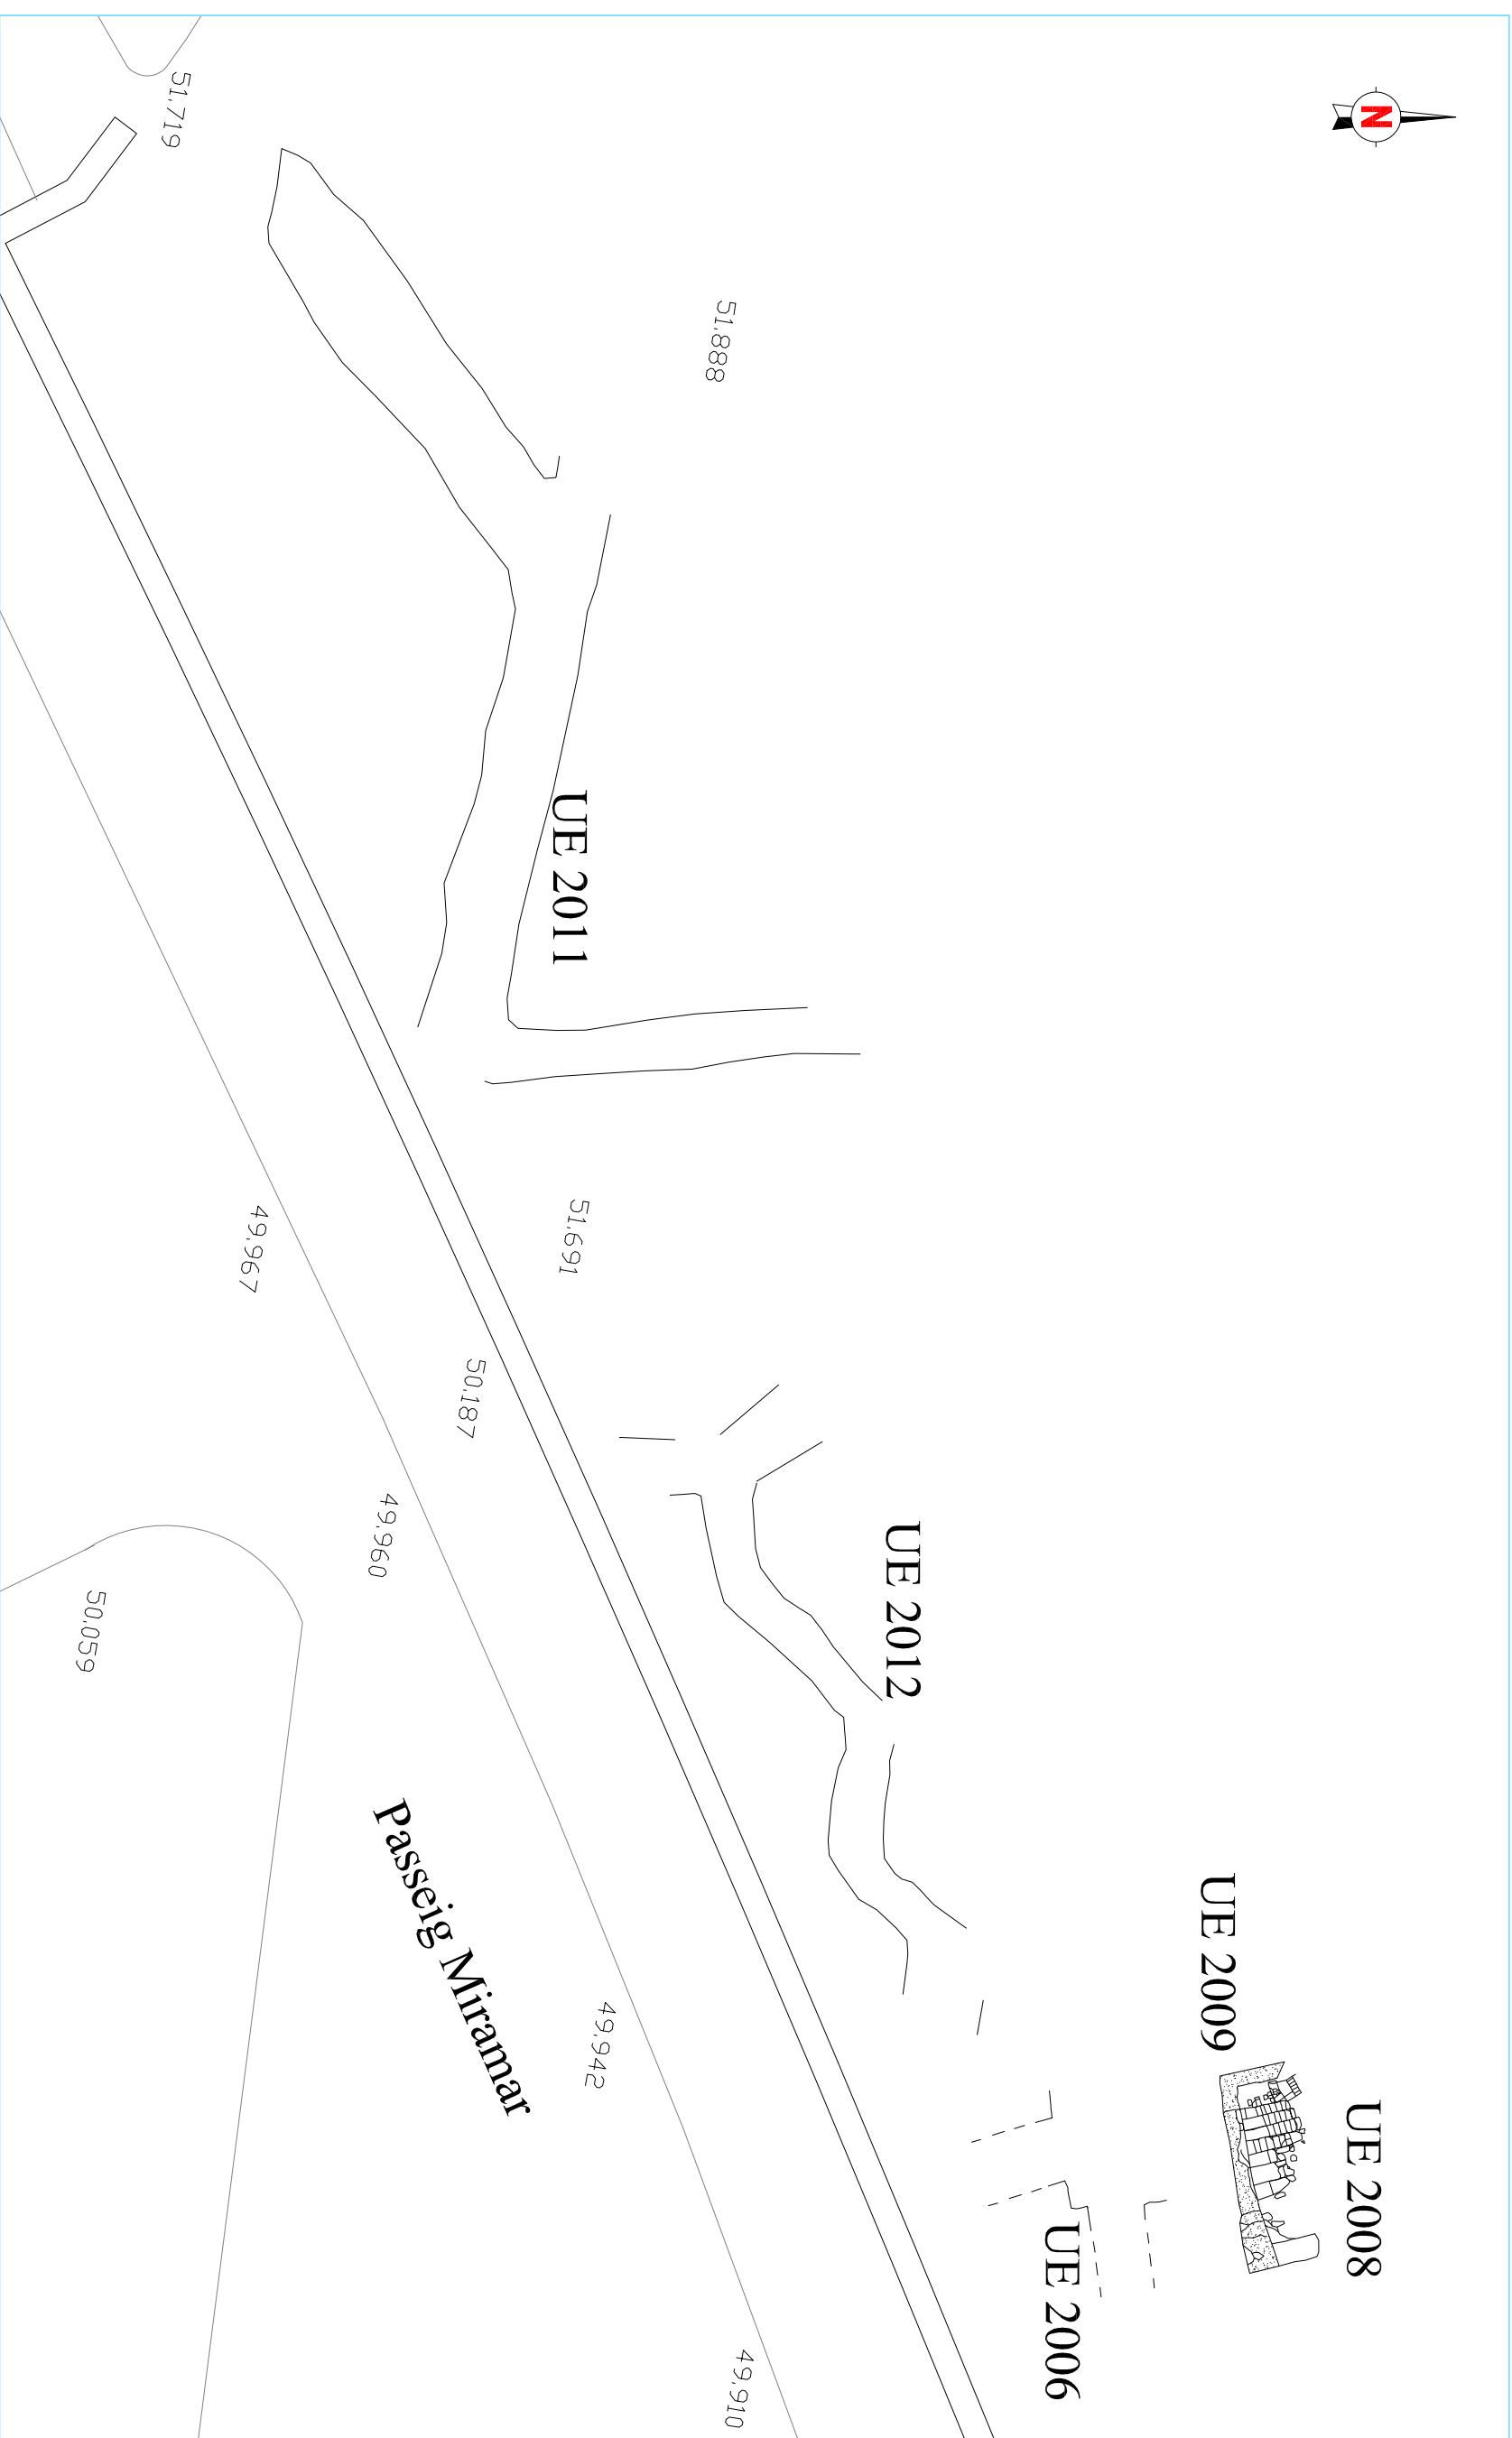 N
UE 2008
UE 2009
UE 2006
UE 2012
UE 2011
51.888
51.719
51.691
50.187
49.967
49.960
50.059
49.942
49.910
Passeig Miramar